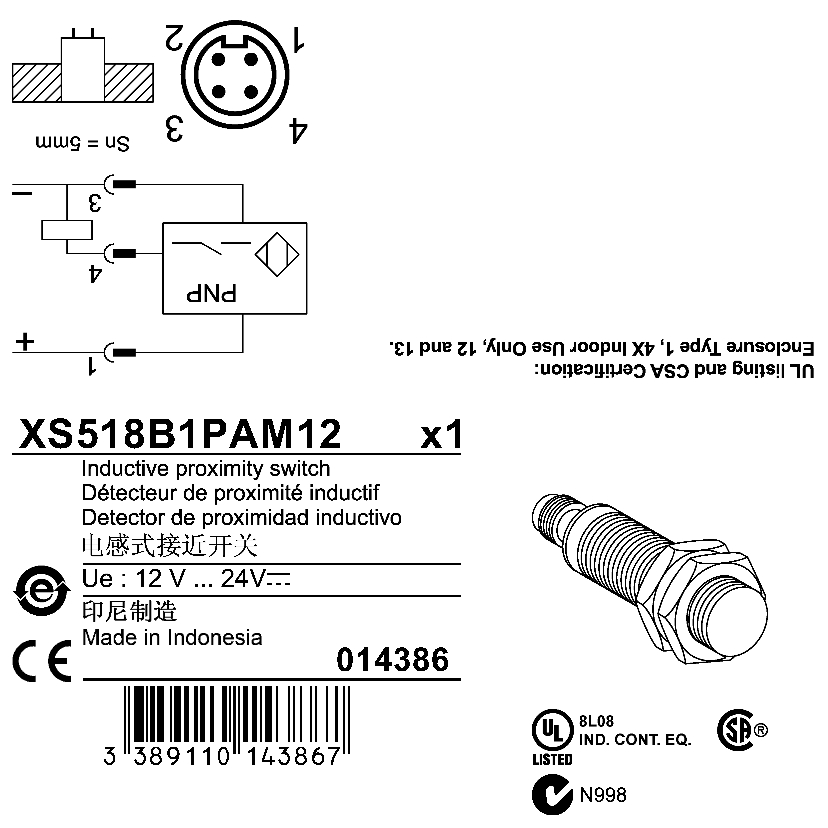 2
1
3
4
Sn = 5mm
−
3
4
PNP
+
1
UL listing and CSA Certification:
Enclosure Type 1, 4X Indoor Use Only, 12 and 13.
XS518B1PAM12 x1
Inductive proximity switch
Détecteur de proximité inductif
Detector de proximidad inductivo
电感式接近开关
Ue : 12 V ... 24V
印尼制造
Made in Indonesia
CE
014386
3 389110 143867
UL
LISTED
8L08
IND. CONT. EQ.
SA ®
N998